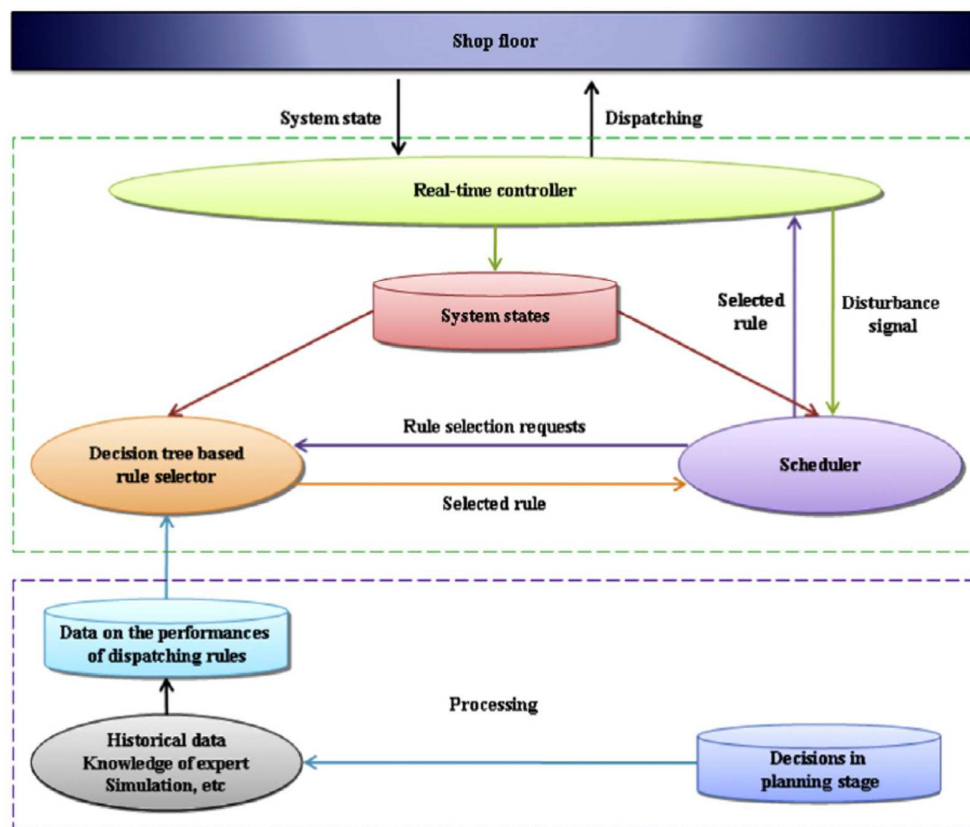 Shop floor
System state
Dispatching
Real-time controller
System states
Selected
rule
Disturbance
signal
Rule selection requests
Decision tree based
rule selector
Scheduler
Selected rule
Data on the performances
of dispatching rules
Processing
Historical data
Knowledge of expert
Simulation, etc
Decisions in
planning stage